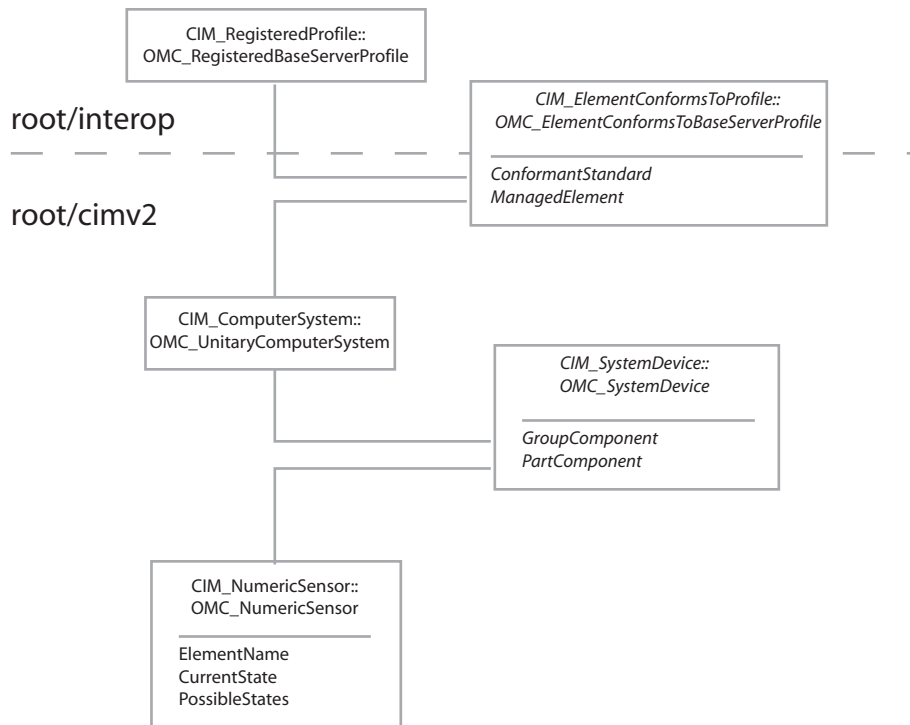 CIM_RegisteredProfile::
OMC_RegisteredBaseServerProfile
CIM_ElementConformsToProfile::
OMC_ElementConformsToBaseServerProfile
root/interop
ConformantStandard
ManagedElement
root/cimv2
CIM_ComputerSystem::
OMC_UnitaryComputerSystem
CIM_SystemDevice::
OMC_SystemDevice
GroupComponent
PartComponent
CIM_NumericSensor::
OMC_NumericSensor
ElementName
CurrentState
PossibleStates